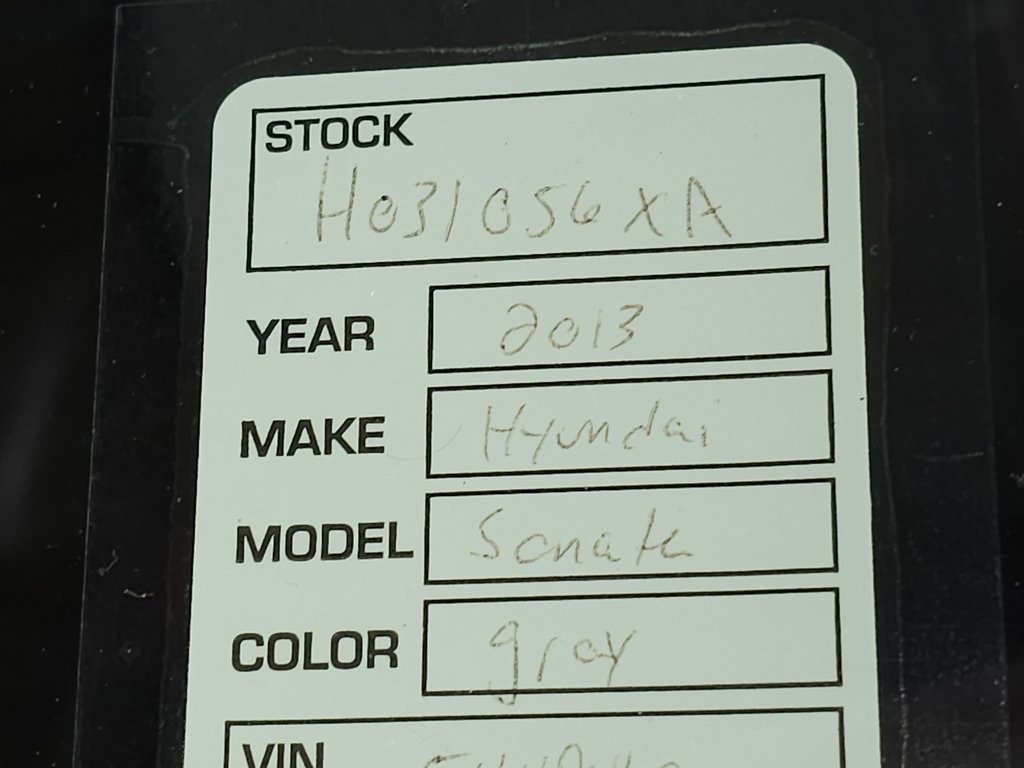 STOCK
H031056XA
YEAR 2013
MAKE Hyundai
MODEL Sonata
COLOR gray
VIN